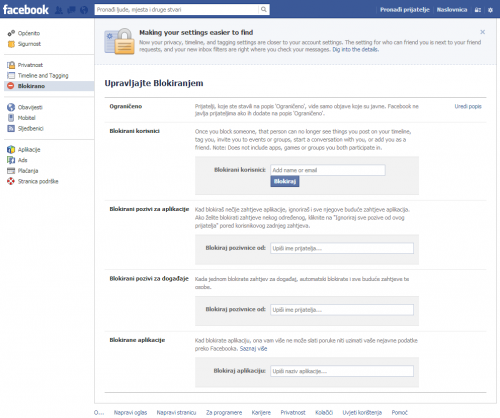 facebook
Pronađi ljude, mjesta i druge stvari
Pronađi prijatelje
Naslovnica
Općenito
Sigurnost
Privatnost
Timeline and Tagging
Blokirano
Obavijesti
Mobitel
Sljedbenici
Aplikacije
Ads
Plaćanja
Stranica podrške
Making your settings easier to find
Now your privacy, timeline, and tagging settings are closer to your account settings. The setting for who can friend you is next to your friend
requests, and your new inbox filters are right where you check your messages. Dig into the details.
Upravljajte Blokiranjem
Ograničeno
Prijatelji, koje ste stavili na popis 'Ograničeno', vide samo objave koje su javne. Facebook ne
javlja prijateljima ako ih dodate na popis 'Ograničeno'.
Uredi popis
Blokirani korisnici
Once you block someone, that person can no longer see things you post on your timeline,
tag you, invite you to events or groups, start a conversation with you, or add you as a
friend. Note: Does not include apps, games or groups you both participate in.
Blokirani korisnici:
Add name or email
Blokiraj
Blokirani pozivi za aplikacije
Kad blokiraš nečije zahtjeve aplikacije, ignoriraš i sve njegove buduće zahtjeve aplikacija.
Ako želite blokirati zahtjeve nekog određenog, kliknite na "Ignoriraj sve pozive od ovog
prijatelja" pored korisnikovog zadnjeg zahtjeva.
Blokiraj pozivnice od:
Upiši ime prijatelja...
Blokirani pozivi za događaje
Kada jednom blokirate zahtjev za događaj, automatski blokirate i sve buduće zahtjeve te
osobe.
Blokiraj pozivnice od:
Upiši ime prijatelja...
Blokirane aplikacije
Kad blokirate aplikaciju, ona vam više ne može slati poruke niti uzimati vaše nejavne podatke
preko Facebooka. Saznaj više
Blokiraj aplikaciju:
Upiši naziv aplikacije...
O... Napravi oglas Napravi stranicu Za programere Karijere Privatnost Kolačići Uvjeti korištenja Pomoć